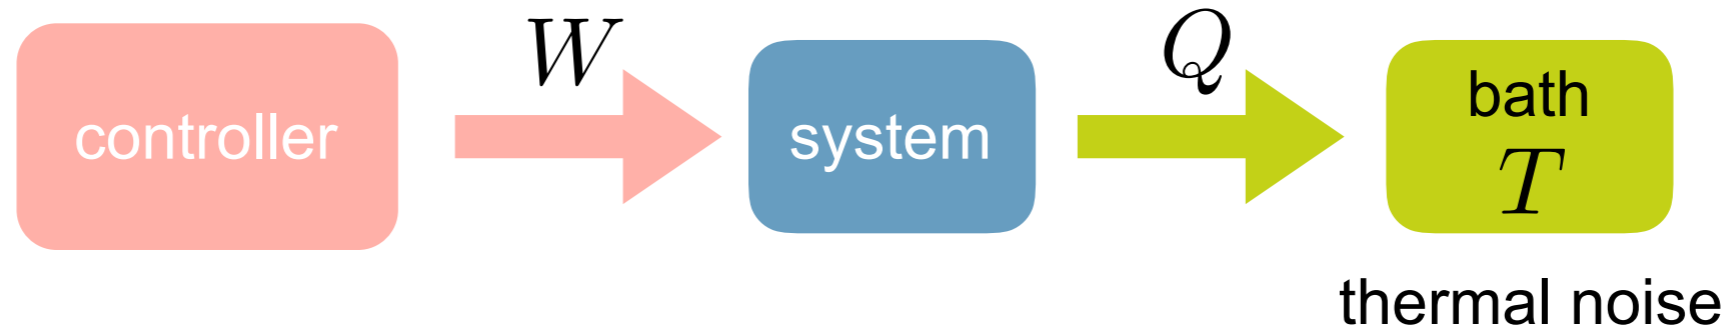 controller
W
system
Q
bath
T
thermal noise